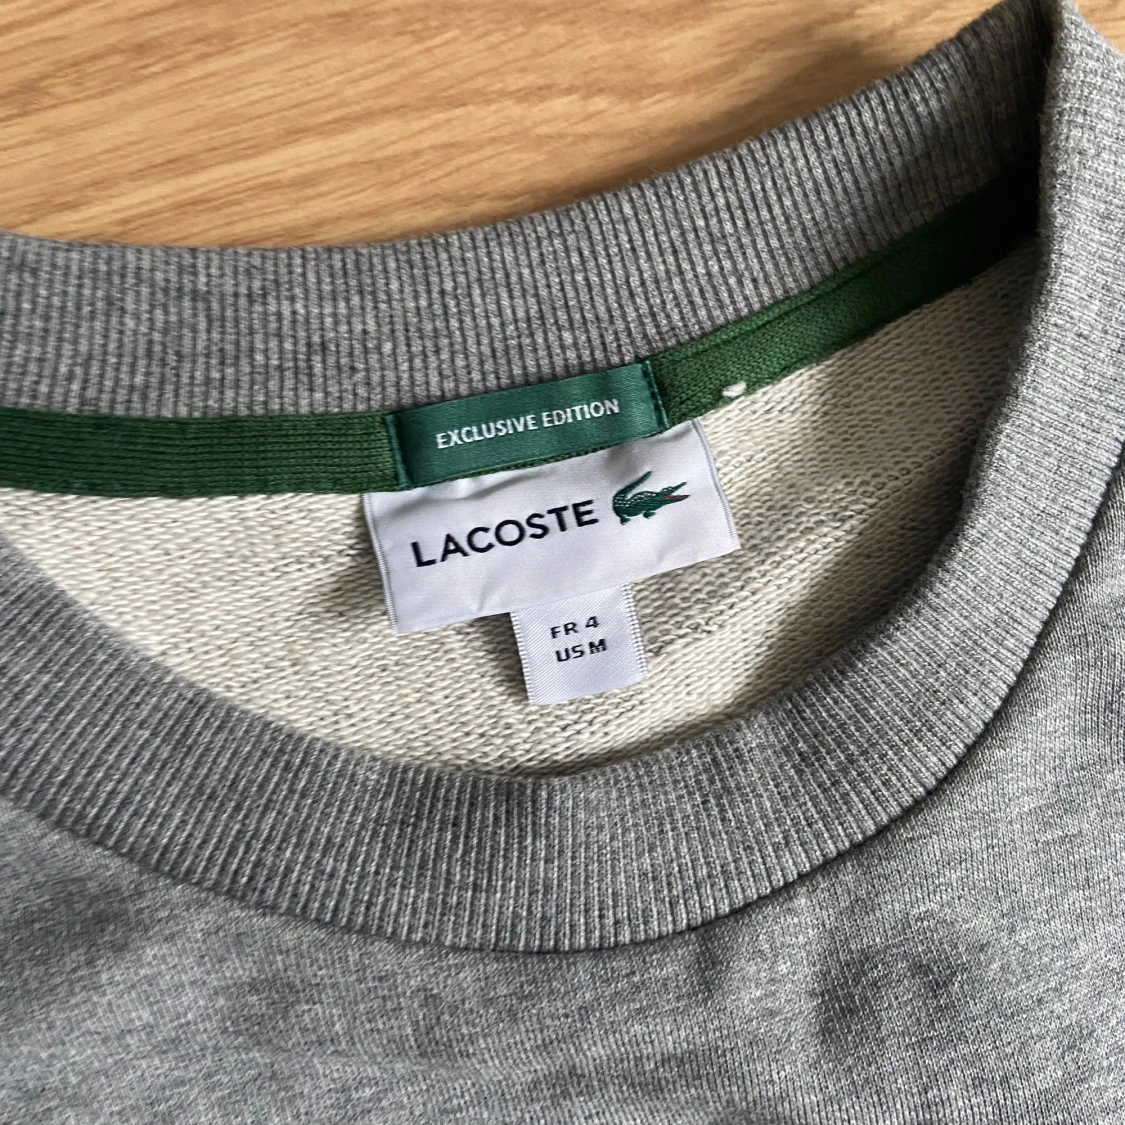 EXCLUSIVE EDITION
LACOSTE
FR 4
US M